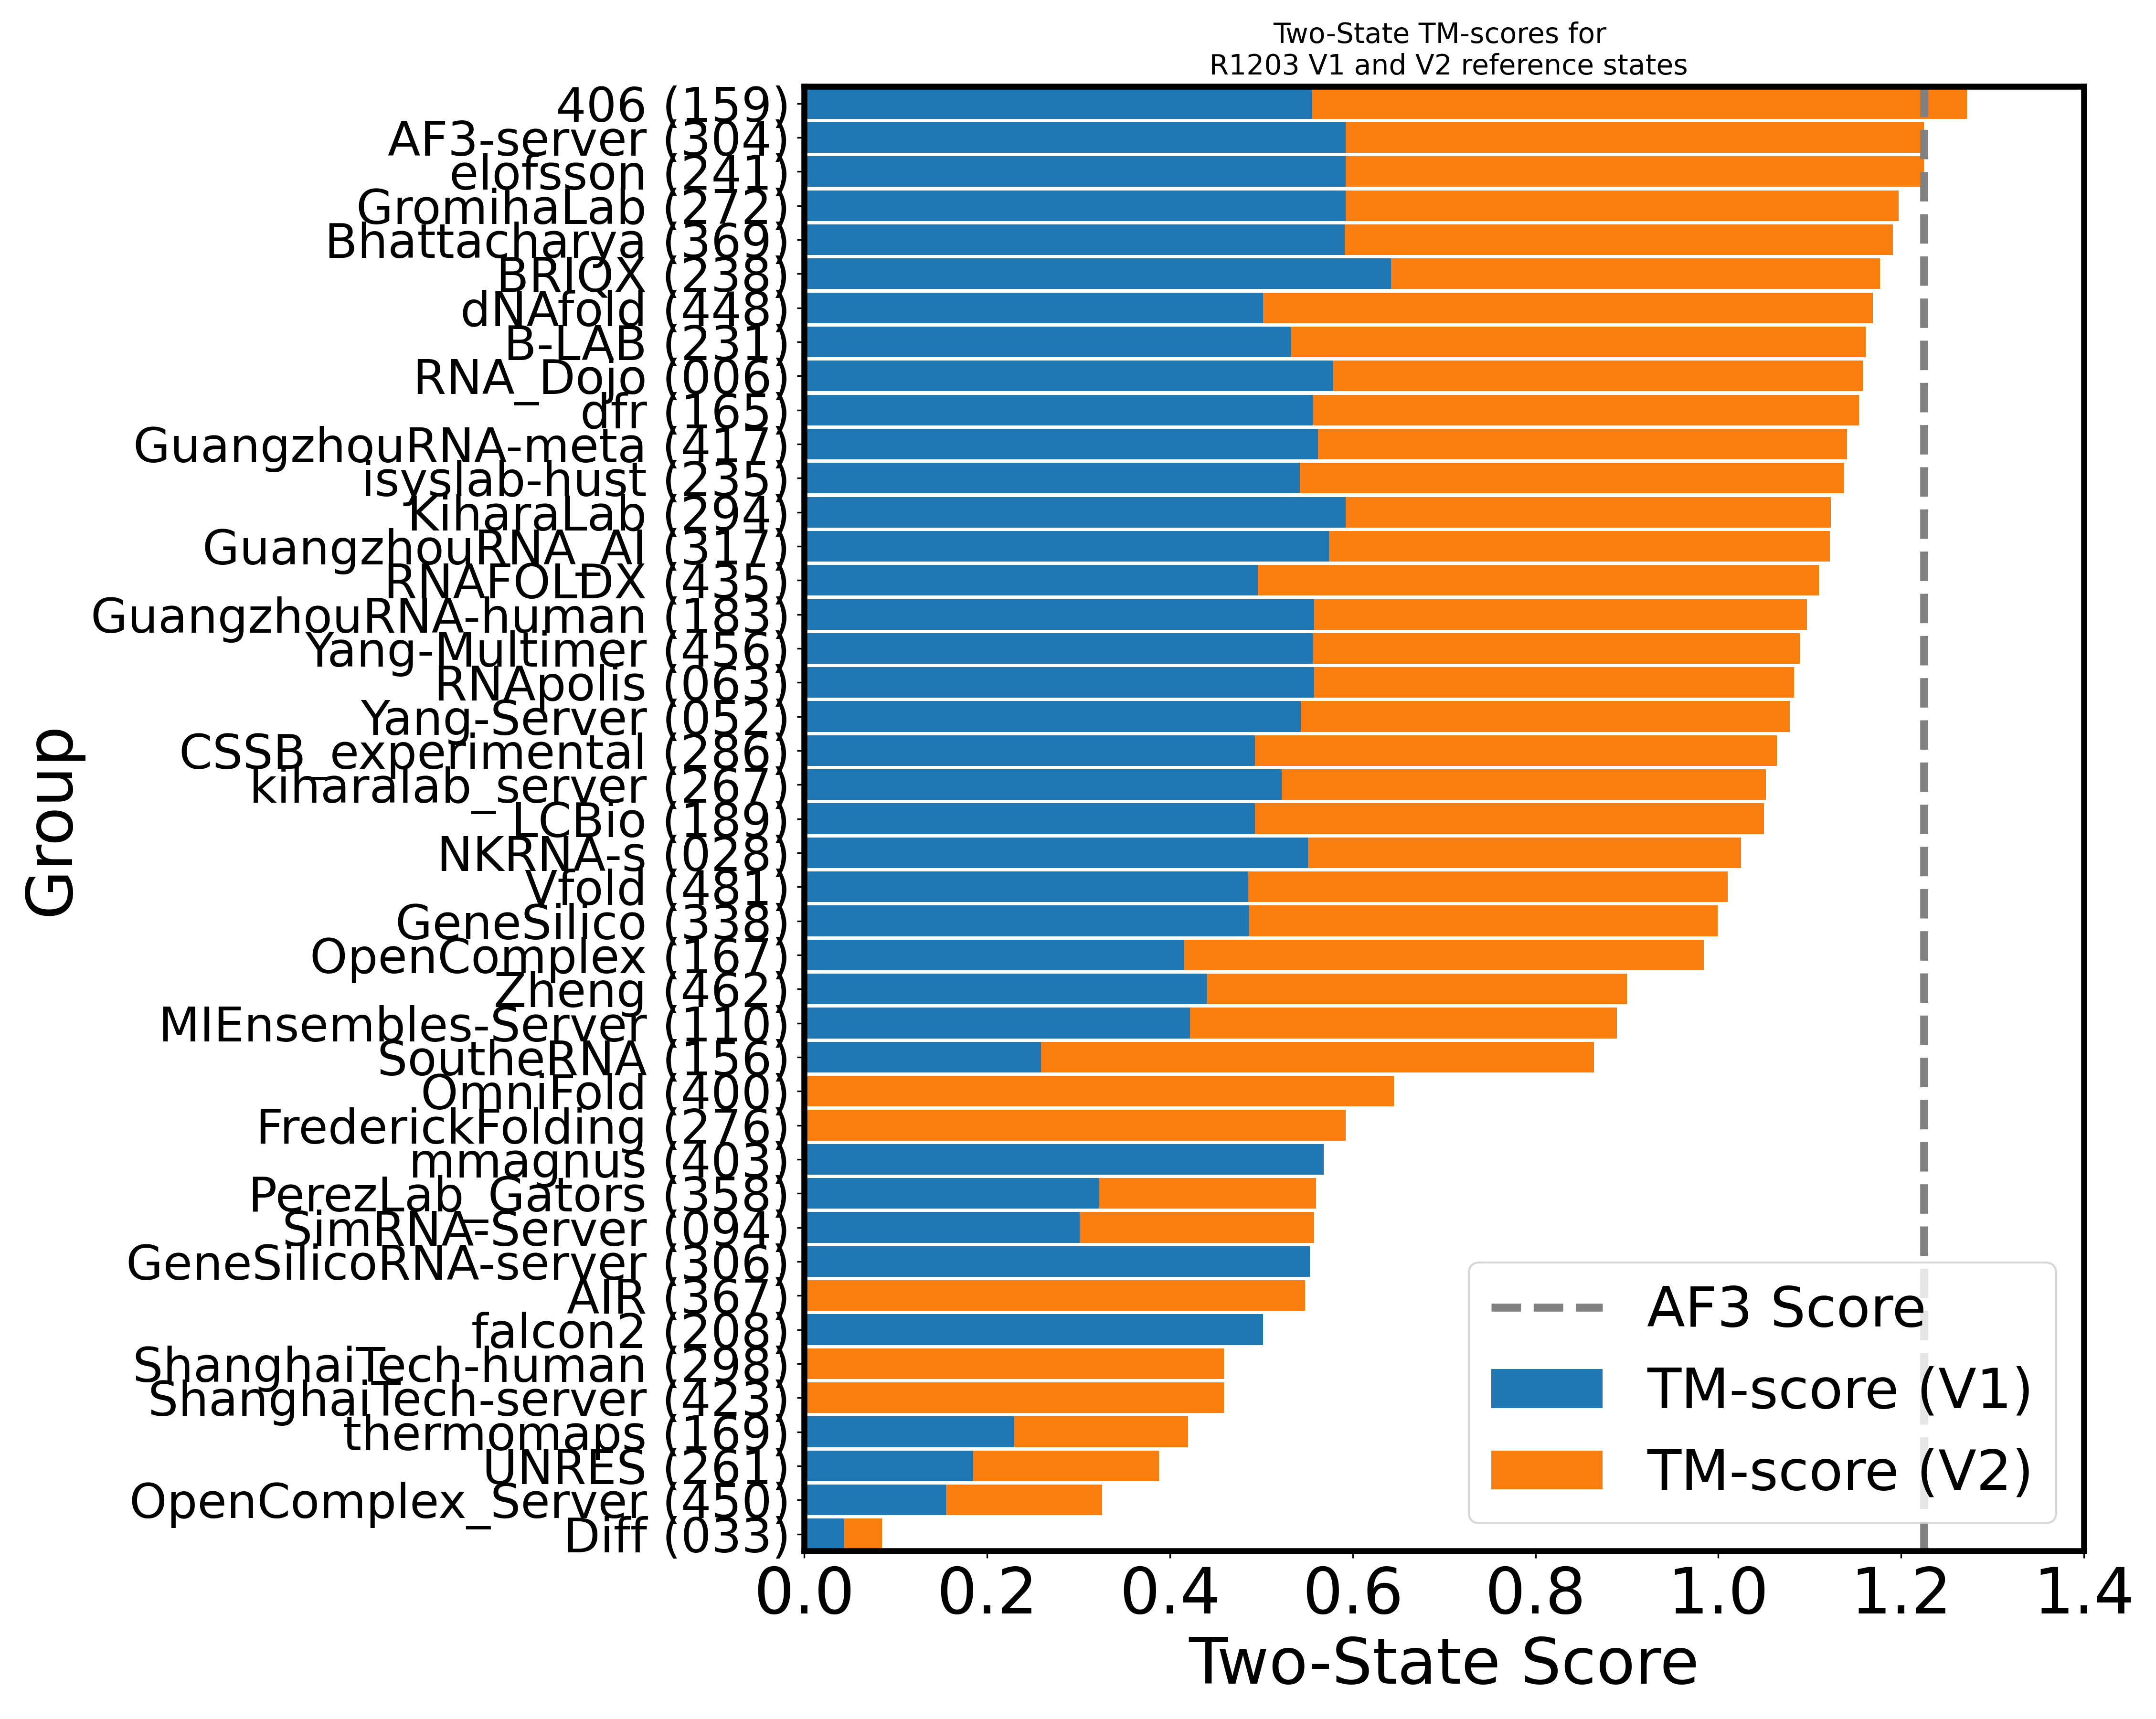 Two-State TM-scores for
R1203 V1 and V2 reference states
406 (159)
AF3-server (304)
elofsson (241)
GromihaLab (272)
Bhattacharya (369)
BRIQX (238)
dNAfold (448)
B-LAB (231)
RNA_Dojo (006)
dfr (165)
GuangzhouRNA-meta (417)
isyslab-hust (235)
KiharaLab (294)
GuangzhouRNA_AI (317)
RNAFOLDX (435)
GuangzhouRNA-human (183)
Yang-Multimer (456)
RNApolis (063)
Yang-Server (052)
CSSB_experimental (286)
kiharalab_server (267)
LCBio (189)
NKRNA-s (028)
Vfold (481)
GeneSilico (338)
OpenComplex (167)
Zheng (462)
MIEnsembles-Server (110)
SoutheRNA (156)
OmniFold (400)
FrederickFolding (276)
mmagnus (403)
PerezLab_Gators (358)
SimRNA-Server (094)
GeneSilicoRNA-server (306)
AIR (367)
falcon2 (208)
ShanghaiTech-human (298)
ShanghaiTech-server (423)
thermomaps (169)
UNRES (261)
OpenComplex_Server (450)
Diff (033)
Group
AF3 Score
TM-score (V1)
TM-score (V2)
0.0 0.2 0.4 0.6 0.8 1.0 1.2 1.4
Two-State Score